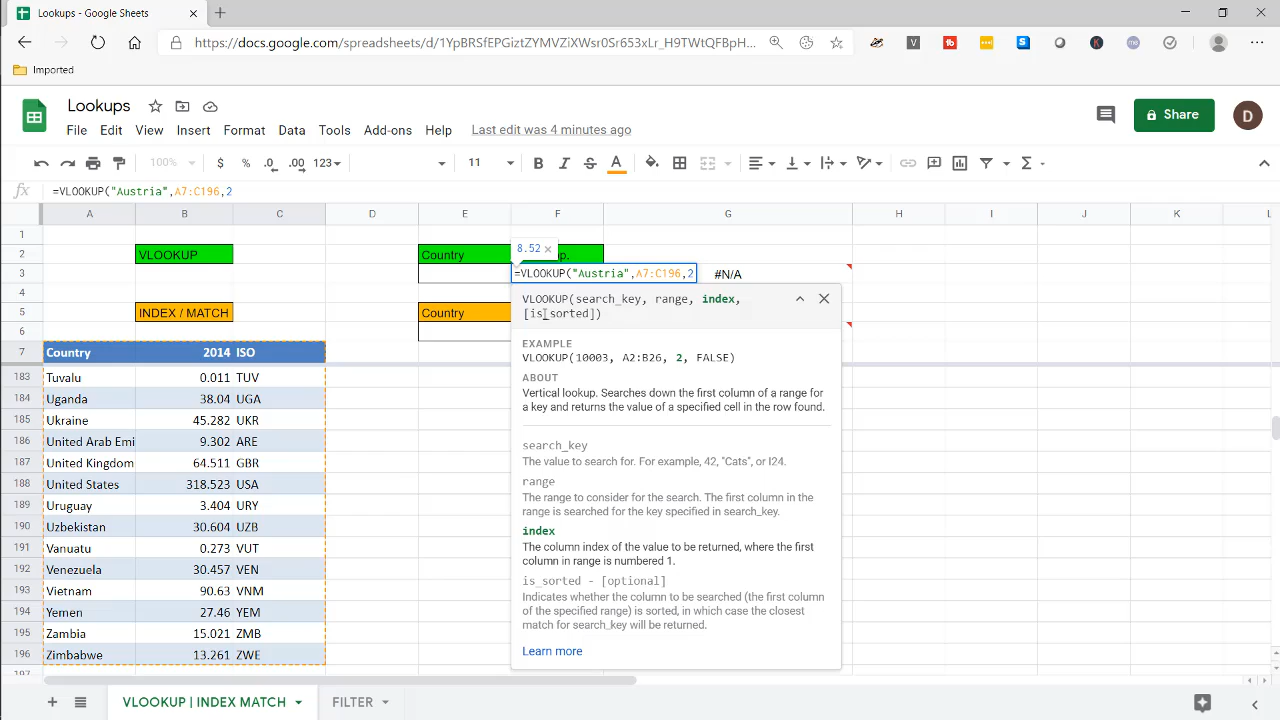 Lookups - Google Sheets
https://docs.google.com/spreadsheets/d/1YpBRSfEPGiztZYMVZiXWsr0Sr653xLr_H9TWtQFBpH...
Imported
Lookups
File Edit View Insert Format Data Tools Add-ons Help Last edit was 4 minutes ago
Share
D
100% $ % .0 .00 123 11 B I S A
fx =VLOOKUP("Austria",A7:C196,2
A B C D E F G H I J K L
1
2 VLOOKUP Country p.
8.52 ×
3 =VLOOKUP("Austria",A7:C196,2 #N/A
4
5 INDEX / MATCH Country
6
7 Country 2014 ISO
183 Tuvalu 0.011 TUV
184 Uganda 38.04 UGA
185 Ukraine 45.282 UKR
186 United Arab Emi 9.302 ARE
187 United Kingdom 64.511 GBR
188 United States 318.523 USA
189 Uruguay 3.404 URY
190 Uzbekistan 30.604 UZB
191 Vanuatu 0.273 VUT
192 Venezuela 30.457 VEN
193 Vietnam 90.63 VNM
194 Yemen 27.46 YEM
195 Zambia 15.021 ZMB
196 Zimbabwe 13.261 ZWE
197
VLOOKUP(search_key, range, index,
[is_sorted])
EXAMPLE
VLOOKUP(10003, A2:B26, 2, FALSE)
ABOUT
Vertical lookup. Searches down the first column of a range for
a key and returns the value of a specified cell in the row found.
search_key
The value to search for. For example, 42, "Cats", or I24.
range
The range to consider for the search. The first column in the
range is searched for the key specified in search_key.
index
The column index of the value to be returned, where the first
column in range is numbered 1.
is_sorted - [optional]
Indicates whether the column to be searched (the first column
of the specified range) is sorted, in which case the closest
match for search_key will be returned.
Learn more
VLOOKUP | INDEX MATCH FILTER